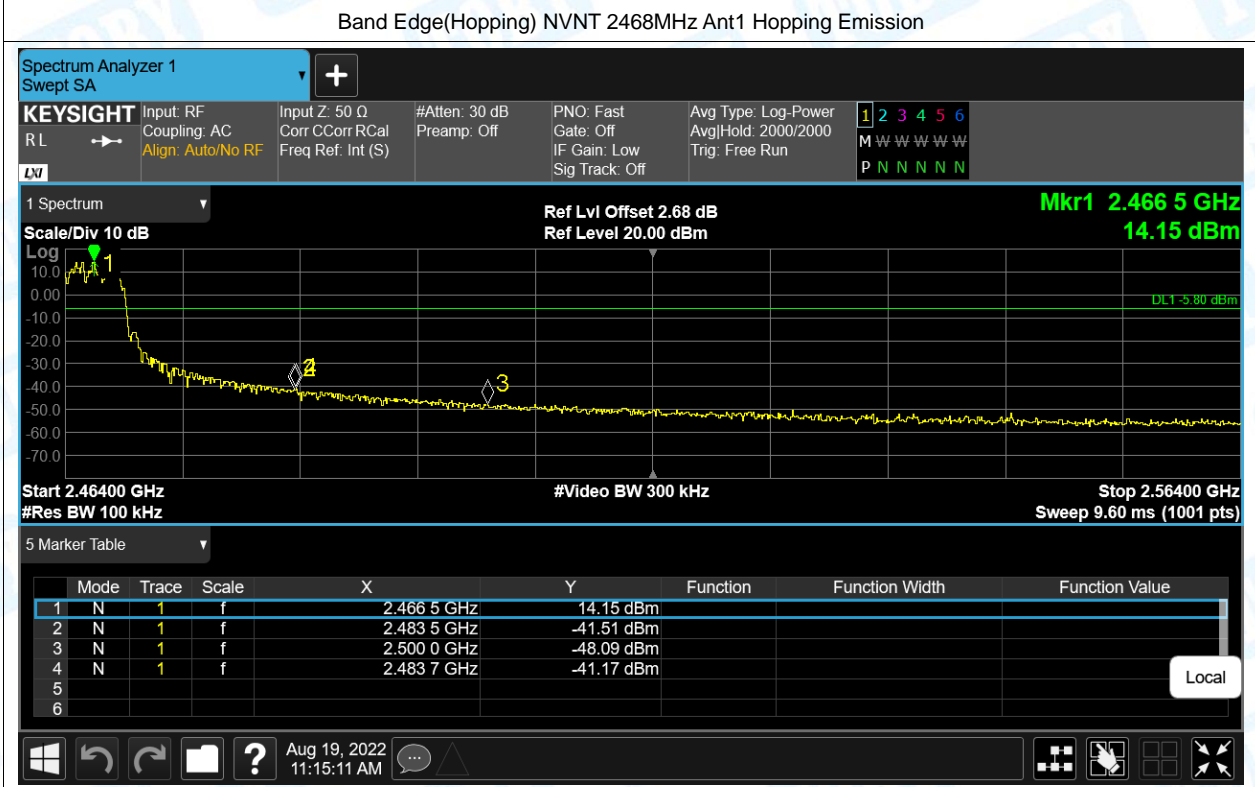 Band Edge(Hopping) NVNT 2468MHz Ant1 Hopping Emission
Spectrum Analyzer 1
Swept SA
KEYSIGHT
R L
LXI
Input: RF
Coupling: AC
Align: Auto/No RF
Input Z: 50 Ω
Corr CCorr RCal
Freq Ref: Int (S)
#Atten: 30 dB
Preamp: Off
PNO: Fast
Gate: Off
IF Gain: Low
Sig Track: Off
Avg Type: Log-Power
Avg|Hold: 2000/2000
Trig: Free Run
1 2 3 4 5 6
M W W W W W
P N N N N N
1 Spectrum
Scale/Div 10 dB
Ref Lvl Offset 2.68 dB
Ref Level 20.00 dBm
Mkr1 2.466 5 GHz
14.15 dBm
Log
10.0
0.00
-10.0
-20.0
-30.0
-40.0
-50.0
-60.0
-70.0
1
DL1 -5.80 dBm
2
4
3
Start 2.46400 GHz
#Res BW 100 kHz
#Video BW 300 kHz
Stop 2.56400 GHz
Sweep 9.60 ms (1001 pts)
5 Marker Table
Mode Trace Scale X Y Function Function Width Function Value
1 N 1 f 2.466 5 GHz 14.15 dBm
2 N 1 f 2.483 5 GHz -41.51 dBm
3 N 1 f 2.500 0 GHz -48.09 dBm
4 N 1 f 2.483 7 GHz -41.17 dBm
5
6
Local
Aug 19, 2022
11:15:11 AM